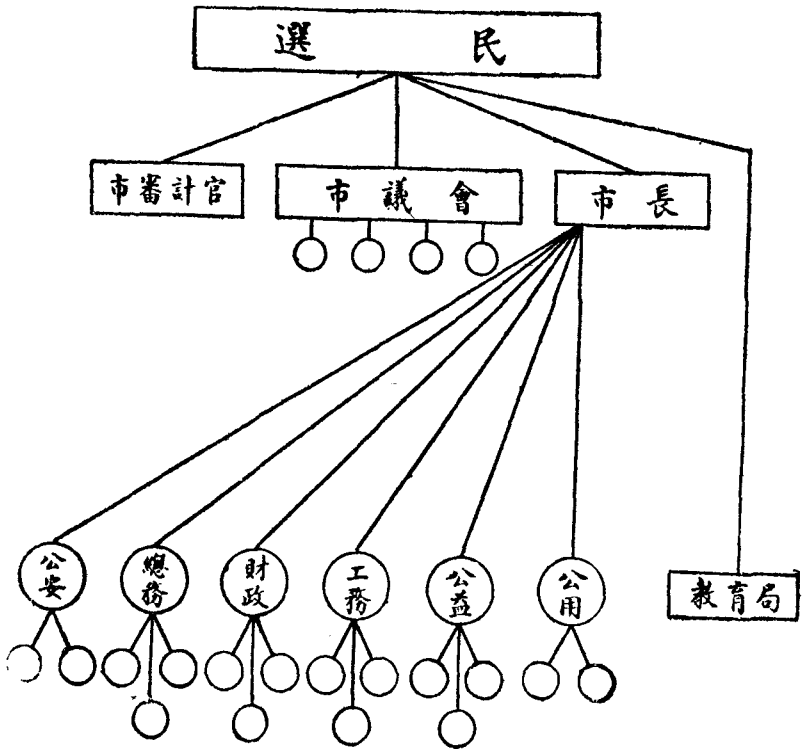 選民
市審計官
市議會
市長
公安
總務
財政
工務
公益
公用
教育局